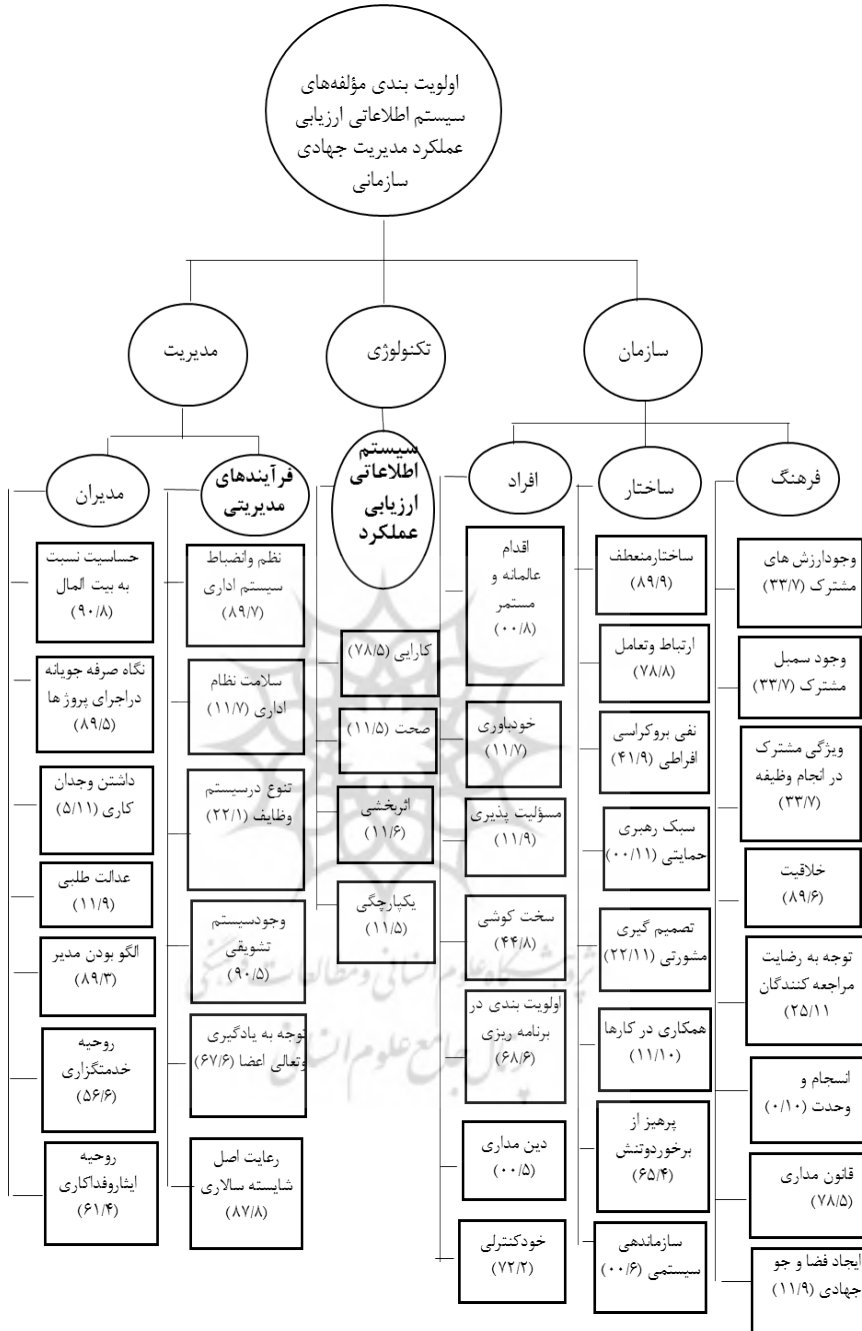 اولویت بندی مؤلفه‌های
سیستم اطلاعاتی ارزیابی
عملکرد مدیریت جهادی
سازمانی
سازمان
تکنولوژی
مدیریت
فرهنگ
ساختار
افراد
سیستم
اطلاعاتی
ارزیابی
عملکرد
فرآیندهای
مدیریتی
مدیران
وجودارزش های
مشترک (۳۳/۷)
وجود سمبل
مشترک (۳۳/۷)
ویژگی مشترک
در انجام وظیفه
(۳۳/۷)
خلاقیت
(۸۹/۶)
توجه به رضایت
مراجعه کنندگان
(۲۵/۱۱
انسجام و
وحدت (۰/۱۰)
قانون مداری
(۷۸/۵)
ایجاد فضا و جو
جهادی (۱۱/۹)
ساختارمنعطف
(۸۹/۹)
ارتباط وتعامل
(۷۸/۸)
نفی بروکراسی
افراطی (۴۱/۹)
سبک رهبری
حمایتی (۰۰/۱۱)
تصمیم گیری
مشورتی (۲۲/۱۱)
همکاری در کارها
(۱۱/۱۰)
پرهیز از
برخوردوتنش
(۶۵/۴)
سازماندهی
سیستمی (۰۰/۶)
اقدام
عالمانه و
مستمر
(۰۰/۸)
خودباوری
(۱۱/۷)
مسؤلیت پذیری
(۱۱/۹)
سخت کوشی
(۴۴/۸)
اولویت بندی در
برنامه ریزی
(۶۸/۶)
دین مداری
(۰۰/۵)
خودکنترلی
(۷۲/۲)
کارایی (۷۸/۵)
صحت (۱۱/۵)
اثربخشی
(۱۱/۶)
یکپارچگی
(۱۱/۵)
نظم وانضباط
سیستم اداری
(۸۹/۷)
سلامت نظام
اداری (۱۱/۷)
تنوع درسیستم
وظایف (۲۲/۱)
وجودسیستم
تشویقی
(۹۰/۵)
توجه به یادگیری
وتعالی اعضا (۶۷/۶)
رعایت اصل
شایسته سالاری
(۸۷/۸)
حساسیت نسبت
به بیت المال
(۹۰/۸)
نگاه صرفه جویانه
دراجرای پروژ ها
(۸۹/۵)
داشتن وجدان
کاری (۵/۱۱)
عدالت طلبی
(۱۱/۹)
الگو بودن مدیر
(۸۹/۳)
روحیه
خدمتگزاری
(۵۶/۶)
روحیه
ایثاروفداکاری
(۶۱/۴)
پژوهشگاه علوم انسانی و مطالعات فرهنگی
پرتال جامع علوم انسانی